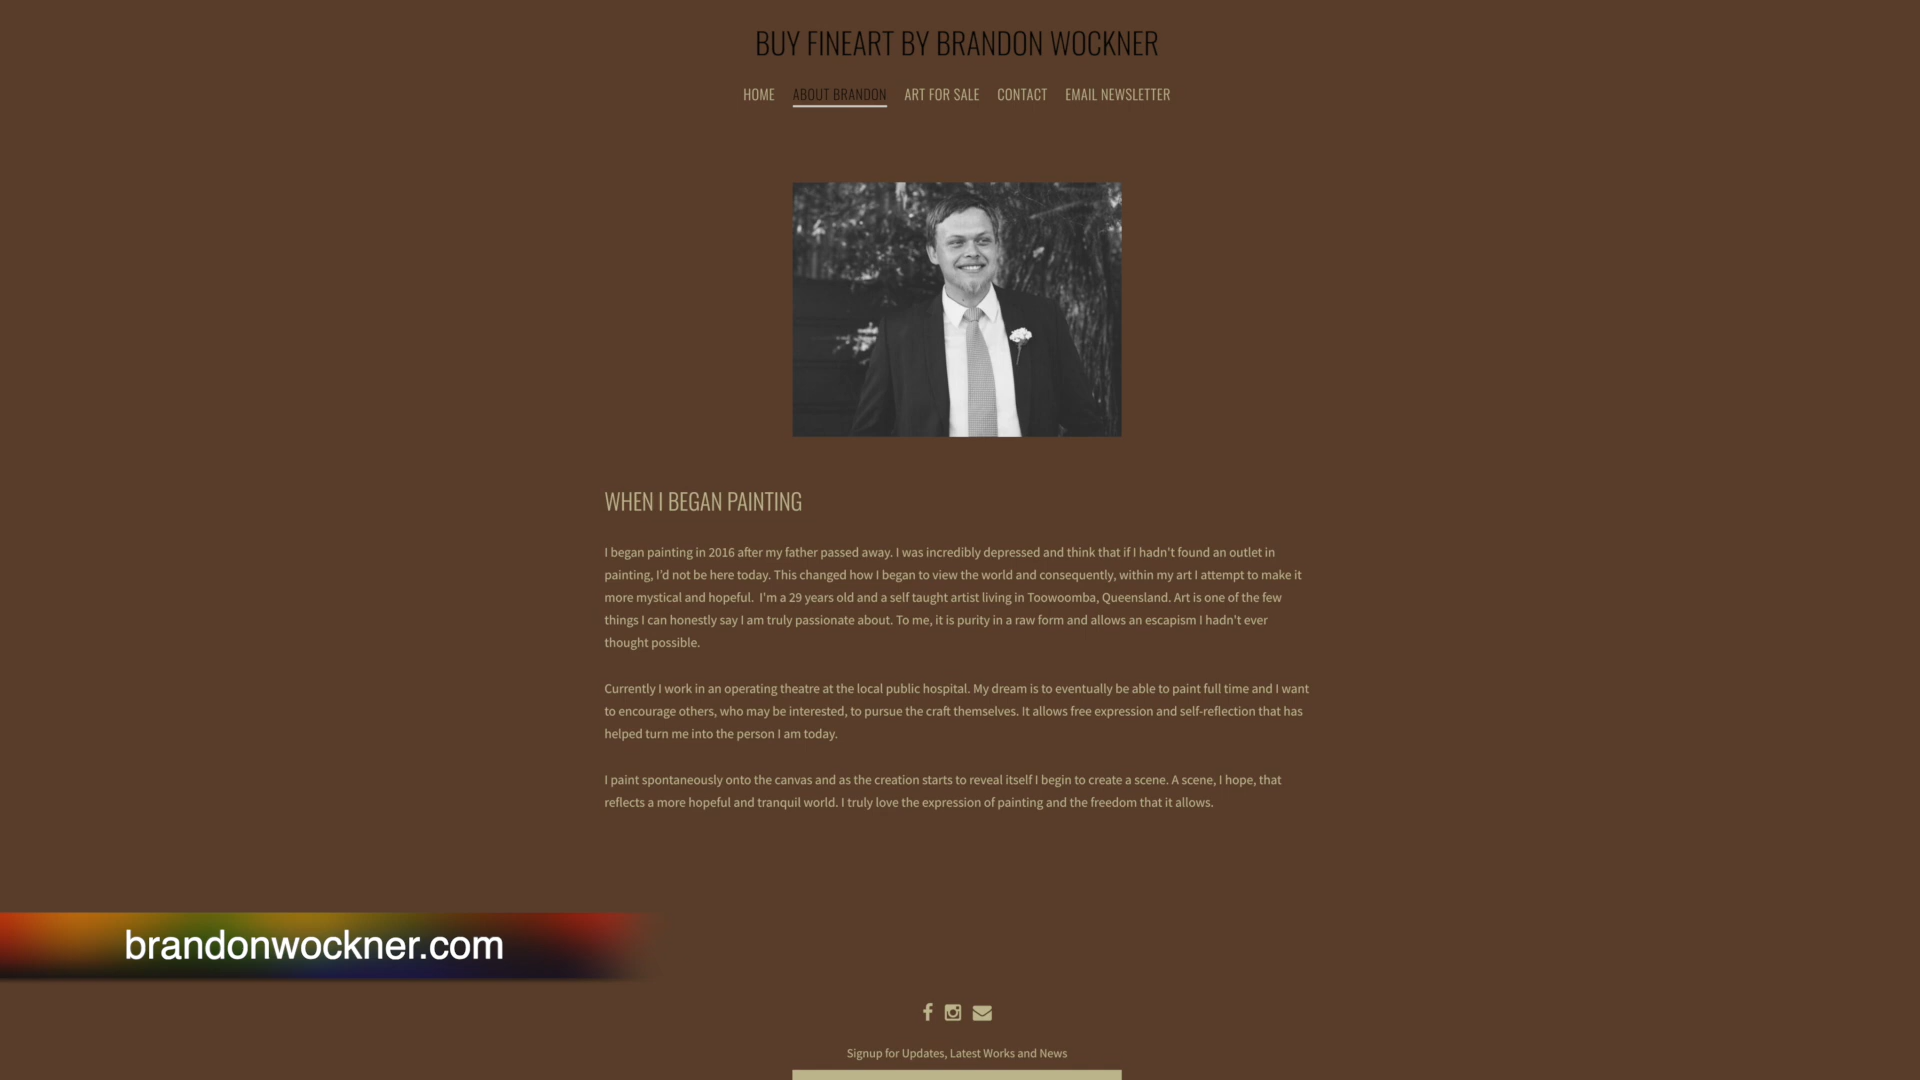 BUY FINEART BY BRANDON WOCKNER
HOME ABOUT BRANDON ART FOR SALE CONTACT EMAIL NEWSLETTER
WHEN I BEGAN PAINTING
I began painting in 2016 after my father passed away. I was incredibly depressed and think that if I hadn't found an outlet in
painting, I'd not be here today. This changed how I began to view the world and consequently, within my art I attempt to make it
more mystical and hopeful. I'm a 29 years old and a self taught artist living in Toowoomba, Queensland. Art is one of the few
things I can honestly say I am truly passionate about. To me, it is purity in a raw form and allows an escapism I hadn't ever
thought possible.
Currently I work in an operating theatre at the local public hospital. My dream is to eventually be able to paint full time and I want
to encourage others, who may be interested, to pursue the craft themselves. It allows free expression and self-reflection that has
helped turn me into the person I am today.
I paint spontaneously onto the canvas and as the creation starts to reveal itself I begin to create a scene. A scene, I hope, that
reflects a more hopeful and tranquil world. I truly love the expression of painting and the freedom that it allows.
brandonwockner.com
Signup for Updates, Latest Works and News